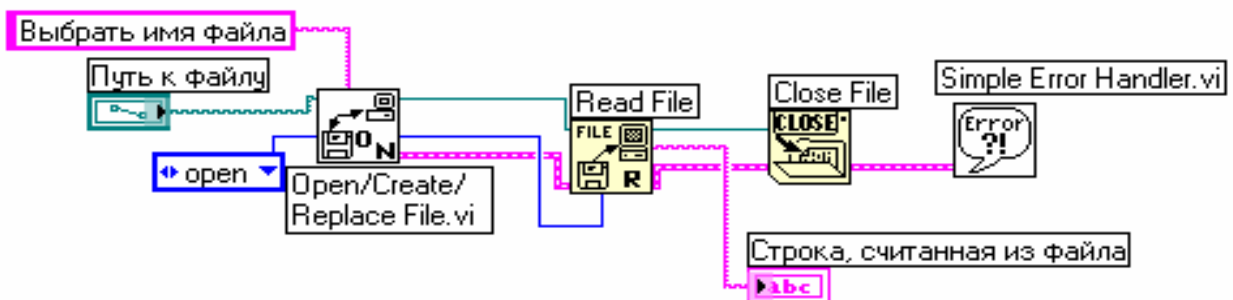 Выбрать имя файла
Путь к файлу
Simple Error Handler.vi
Read File
Close File
CLOSE
Error
?!
FILE
R
O
N
open
Open/Create/
Replace File.vi
Строка, считанная из файла
abc